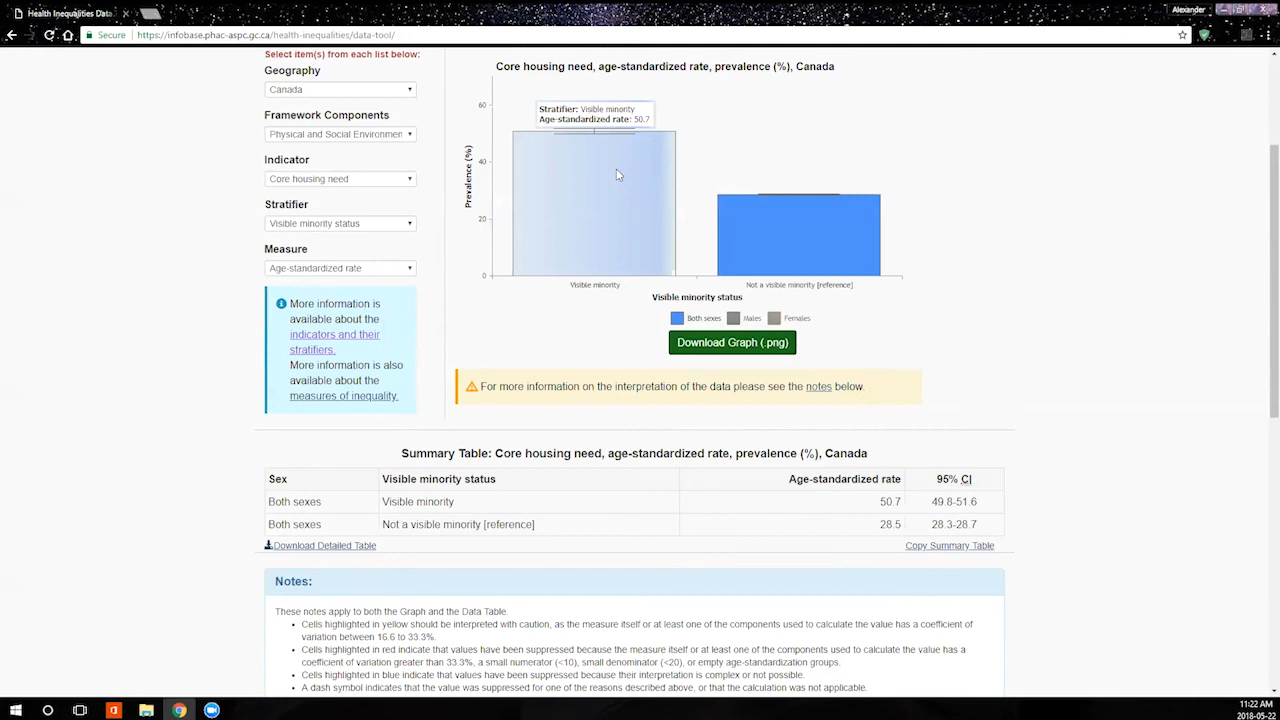 Health Inequalities Data
Alexander
Secure
https://infobase.phac-aspc.gc.ca/health-inequalities/data-tool/
Select item(s) from each list below:
Geography
Canada
Framework Components
Physical and Social Environmen
Indicator
Core housing need
Stratifier
Visible minority status
Measure
Age-standardized rate
More information is
available about the
indicators and their
stratifiers.
More information is also
available about the
measures of inequality.
Core housing need, age-standardized rate, prevalence (%), Canada
Stratifier: Visible minority
Age-standardized rate: 50.7
Prevalence (%)
60
40
20
0
Visible minority
Not a visible minority [reference]
Visible minority status
Both sexes
Males
Females
Download Graph (.png)
For more information on the interpretation of the data please see the notes below.
Summary Table: Core housing need, age-standardized rate, prevalence (%), Canada
Sex Visible minority status Age-standardized rate 95% CI
Both sexes Visible minority 50.7 49.8-51.6
Both sexes Not a visible minority [reference] 28.5 28.3-28.7
Download Detailed Table
Copy Summary Table
Notes:
These notes apply to both the Graph and the Data Table.
• Cells highlighted in yellow should be interpreted with caution, as the measure itself or at least one of the components used to calculate the value has a coefficient of
variation between 16.6 to 33.3%.
• Cells highlighted in red indicate that values have been suppressed because the measure itself or at least one of the components used to calculate the value has a
coefficient of variation greater than 33.3%, a small numerator (<10), small denominator (<20), or empty age-standardization groups.
• Cells highlighted in blue indicate that values have been suppressed because their interpretation is complex or not possible.
• A dash symbol indicates that the value was suppressed for one of the reasons described above, or that the calculation was not applicable.
11:22 AM
2018-05-22